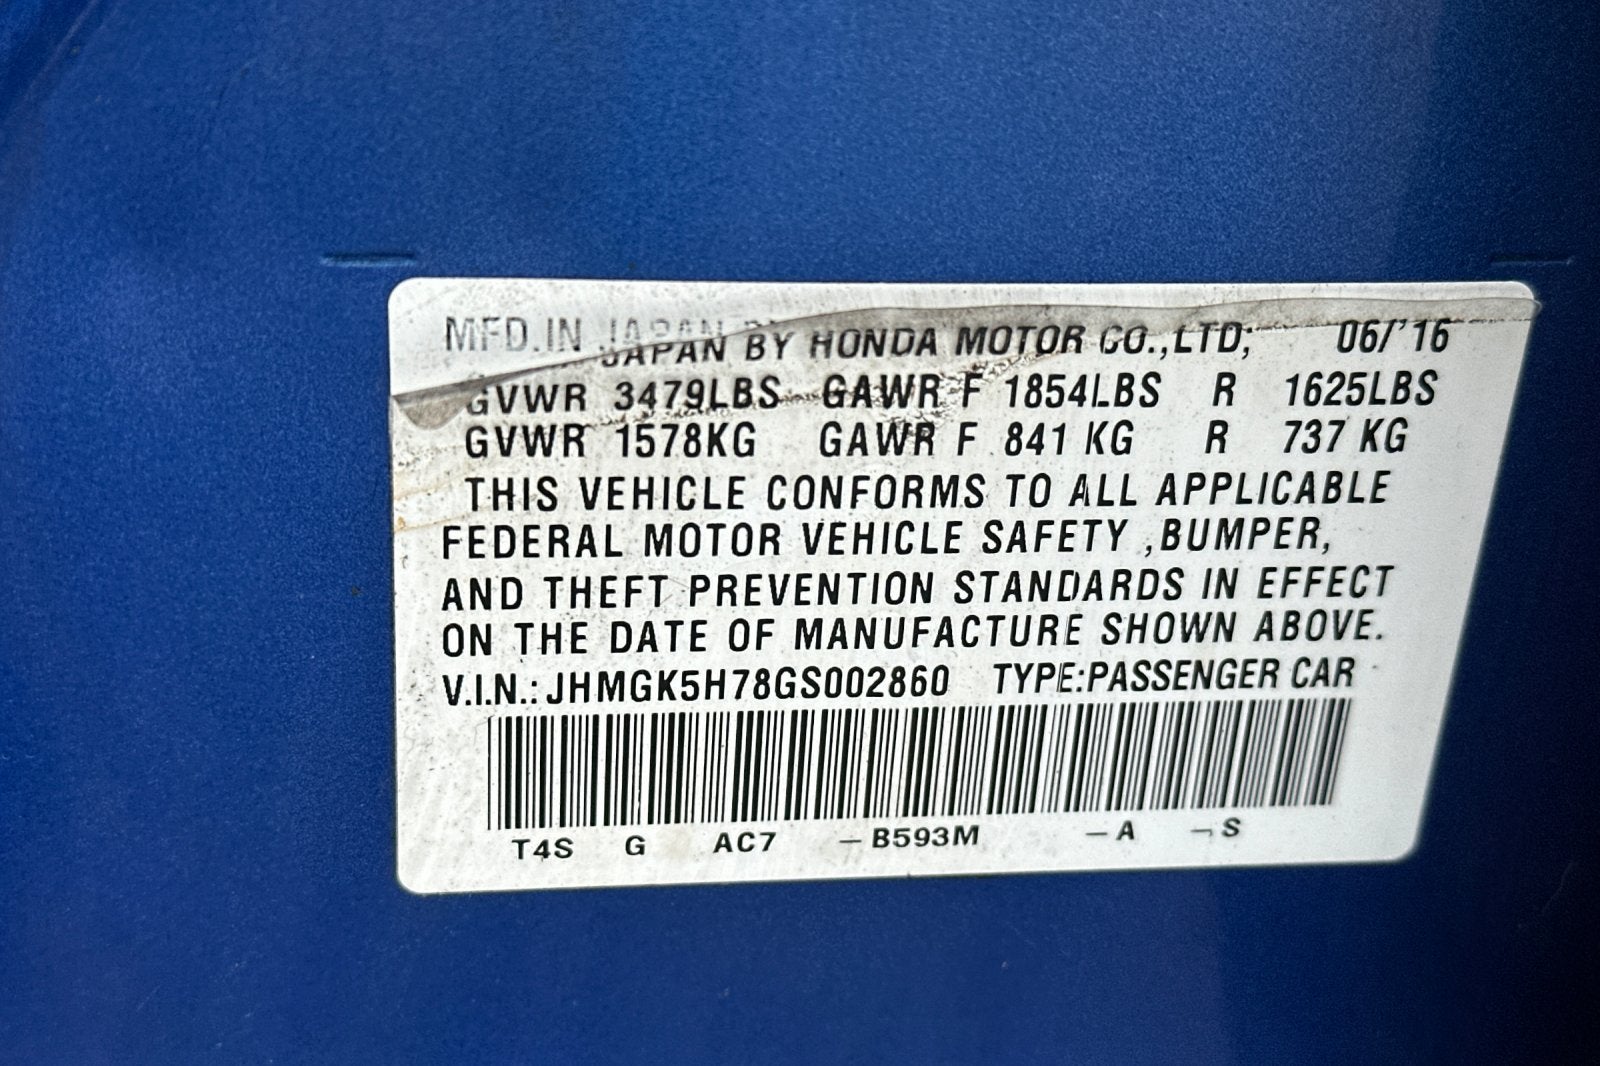 MFD.IN JAPAN BY HONDA MOTOR CO.,LTD; 06/'16
GVWR 3479LBS GAWR F 1854LBS R 1625LBS
GVWR 1578KG GAWR F 841 KG R 737 KG
THIS VEHICLE CONFORMS TO ALL APPLICABLE
FEDERAL MOTOR VEHICLE SAFETY ,BUMPER,
AND THEFT PREVENTION STANDARDS IN EFFECT
ON THE DATE OF MANUFACTURE SHOWN ABOVE.
V.I.N.: JHMGK5H78GS002860 TYPE:PASSENGER CAR
T4S G AC7 –B593M –A –S